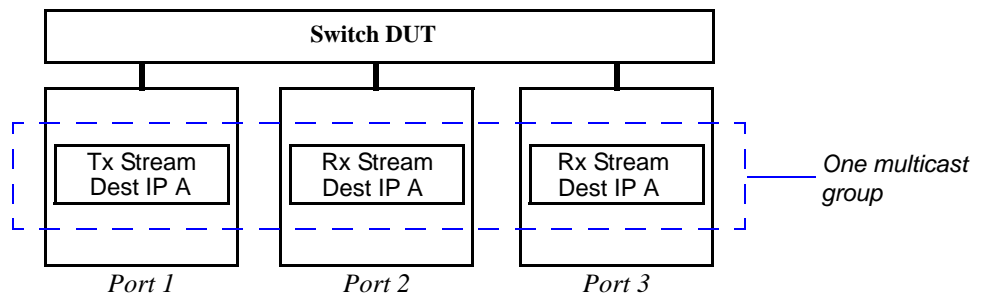 Switch DUT
Tx Stream
Dest IP A
Rx Stream
Dest IP A
Rx Stream
Dest IP A
One multicast
group
Port 1
Port 2
Port 3